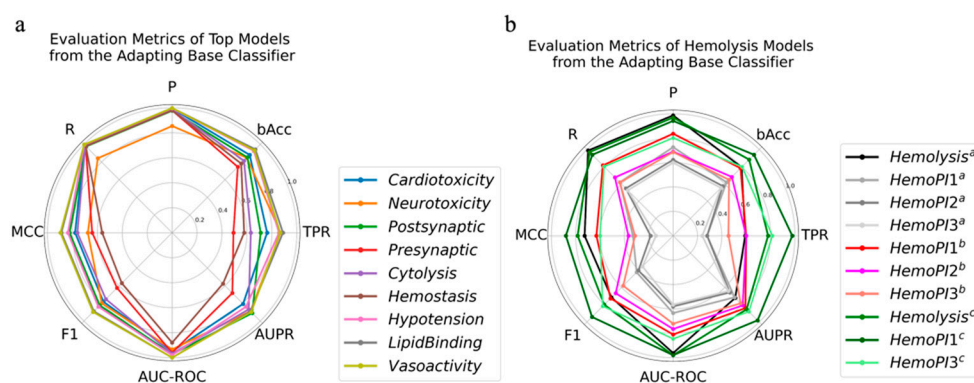 a
Evaluation Metrics of Top Models
from the Adapting Base Classifier
P
R
bAcc
MCC
TPR
F1
AUPR
AUC-ROC
0.2
0.8
1.0
Cardiotoxicity
Neurotoxicity
Postsynaptic
Presynaptic
Cytolysis
Hemostasis
Hypotension
LipidBinding
Vasoactivity
b
Evaluation Metrics of Hemolysis Models
from the Adapting Base Classifier
P
R
bAcc
MCC
TPR
F1
AUPR
AUC-ROC
0.2
0.4
0.6
0.8
1.0
Hemolysisᵃ
HemoPI1ᵃ
HemoPI2ᵃ
HemoPI3ᵃ
HemoPI1ᵇ
HemoPI2ᵇ
HemoPI3ᵇ
Hemolysisᶜ
HemoPI1ᶜ
HemoPI3ᶜ